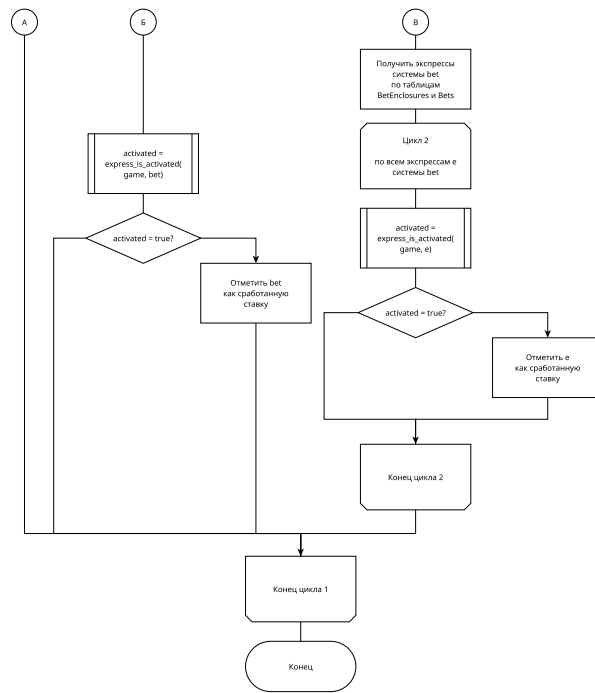 А
Б
В
Получить экспрессы
системы bet
по таблицам
BetEnclosures и Bets
Цикл 2
по всем экспрессам e
системы bet
activated =
express_is_activated(
game, bet)
activated =
express_is_activated(
game, e)
activated = true?
Отметить bet
как сработанную
ставку
activated = true?
Отметить e
как сработанную
ставку
Конец цикла 2
Конец цикла 1
Конец